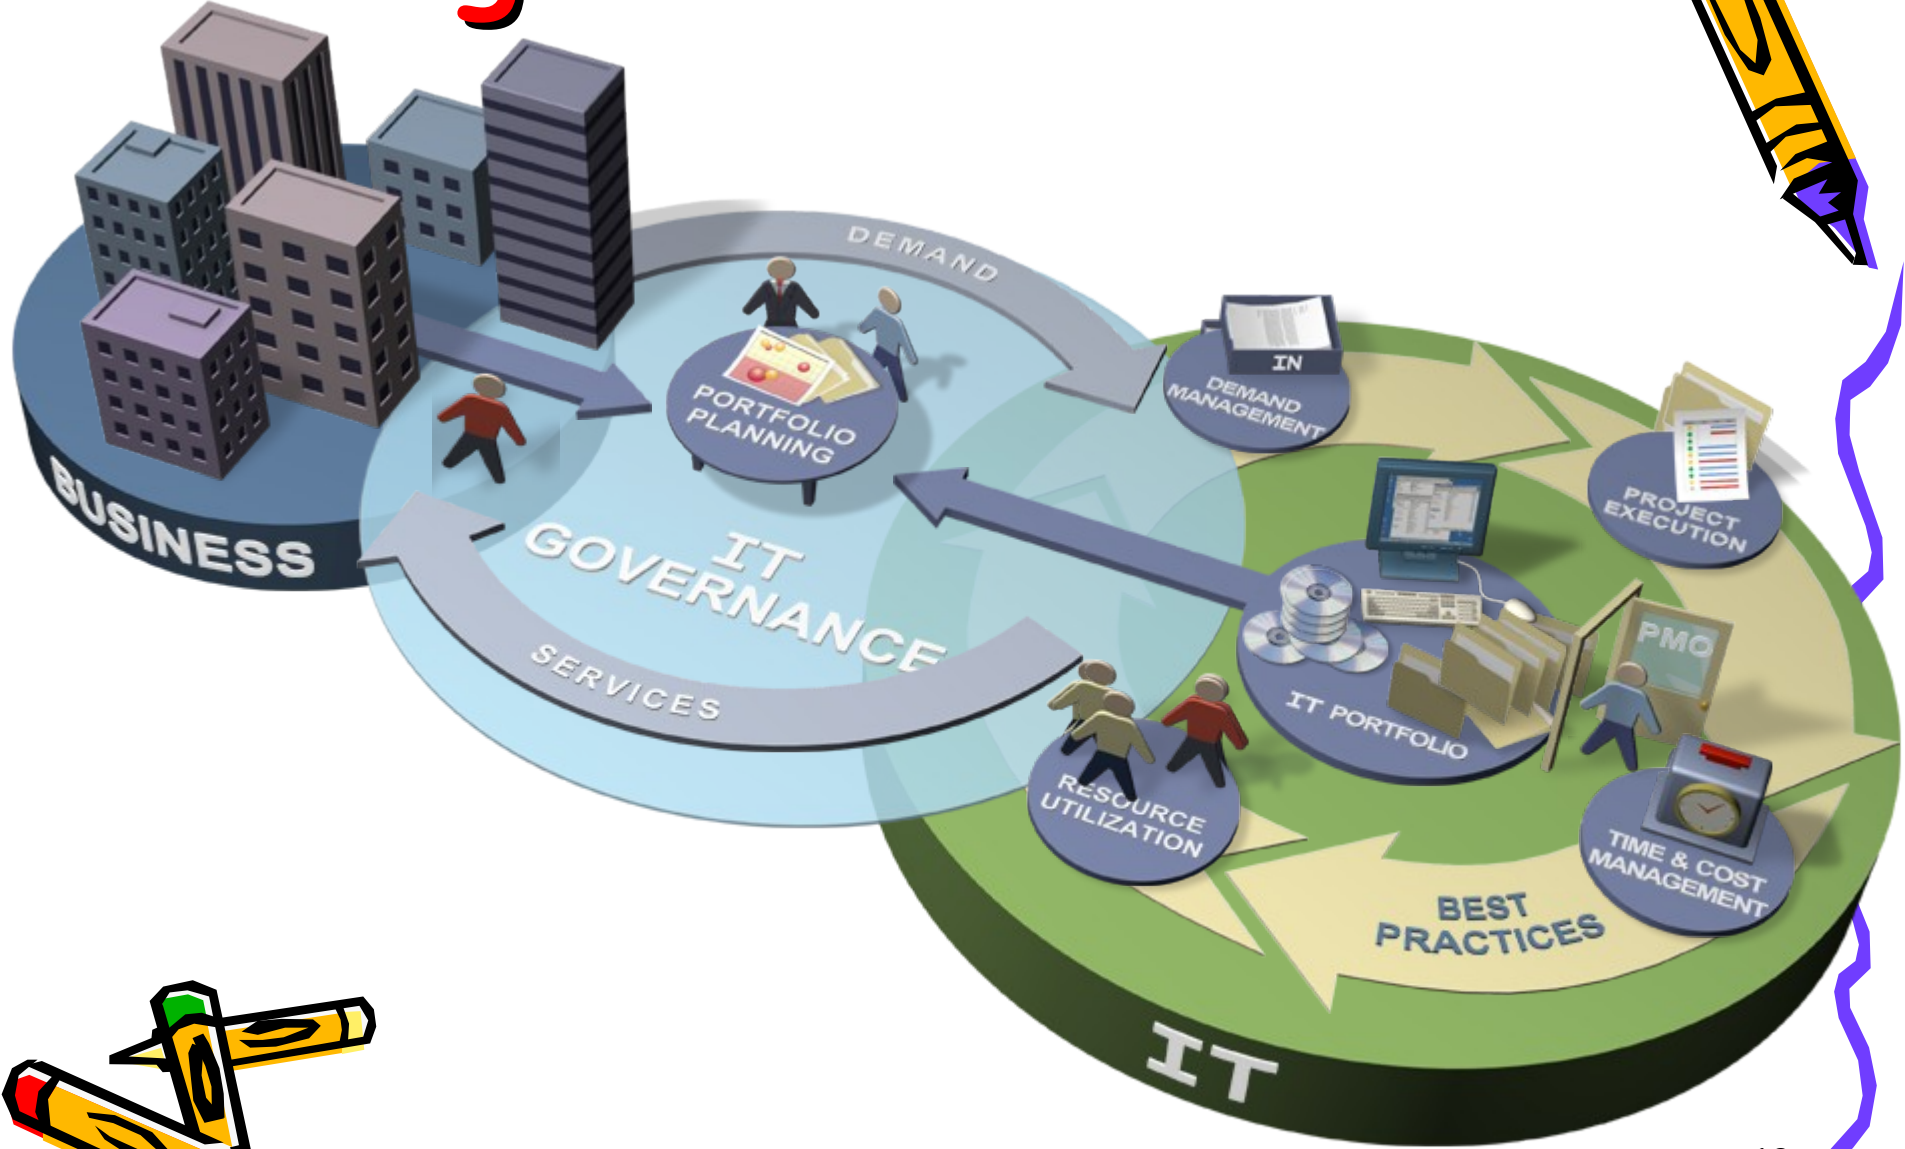 DEMAND
IN
DEMAND
MANAGEMENT
PORTFOLIO
PLANNING
PROJECT
EXECUTION
BUSINESS
IT
GOVERNANCE
PMO
SERVICES
IT PORTFOLIO
RESOURCE
UTILIZATION
TIME & COST
MANAGEMENT
BEST
PRACTICES
IT